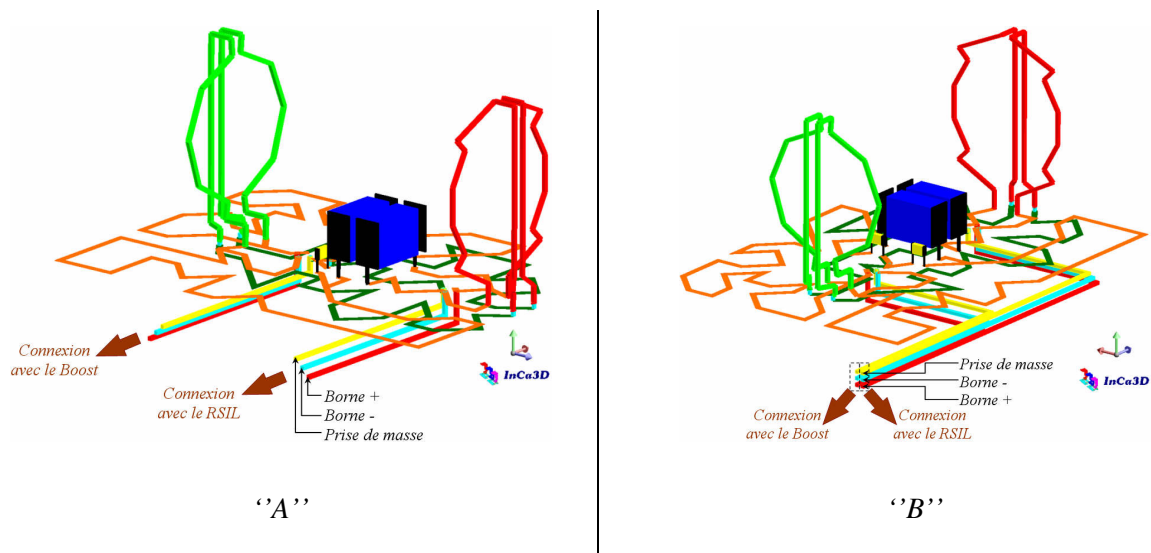 Connexion
avec le Boost
Connexion
avec le RSIL
Borne +
Borne -
Prise de masse
InCa3D
‘’A’’
Prise de masse
Borne -
Borne +
Connexion
avec le Boost
Connexion
avec le RSIL
InCa3D
‘’B’’